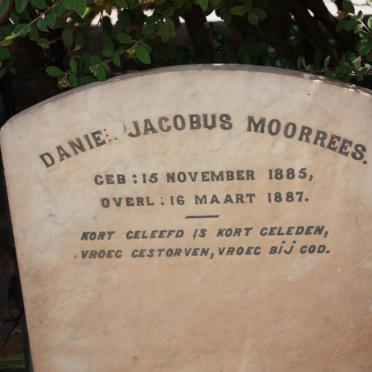 DANIEL JACOBUS MOORREES.
GEB: 15 NOVEMBER 1885,
OVERL: 16 MAART 1887.
KORT GELEEFD IS KORT GELEDEN,
VROEG GESTORVEN, VROEG BIJ GOD.